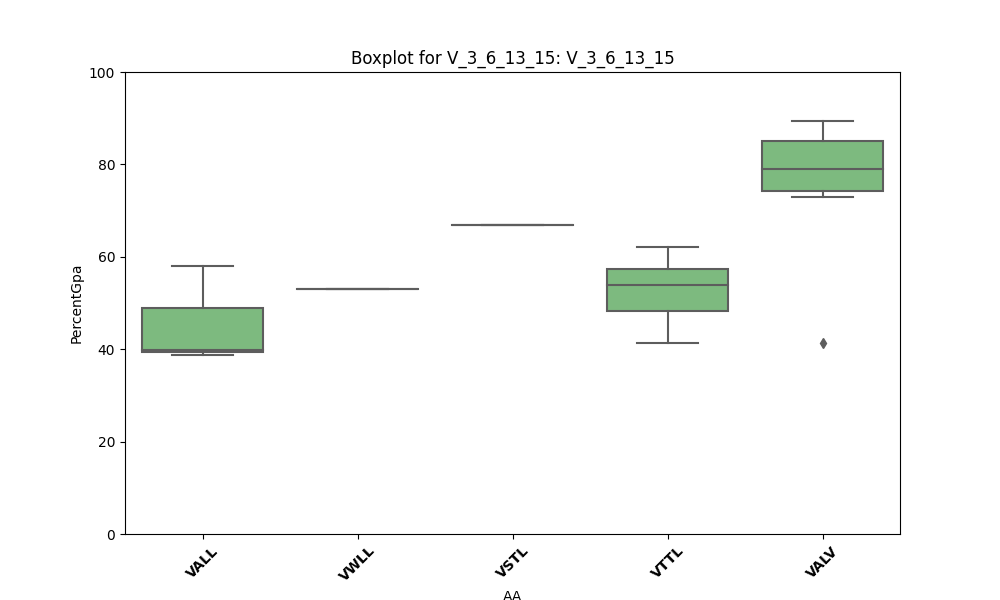 Boxplot for V_3_6_13_15: V_3_6_13_15
100
80
60
40
20
0
PercentGpa
VALL
VWLL
VSTL
VTTL
VALV
AA